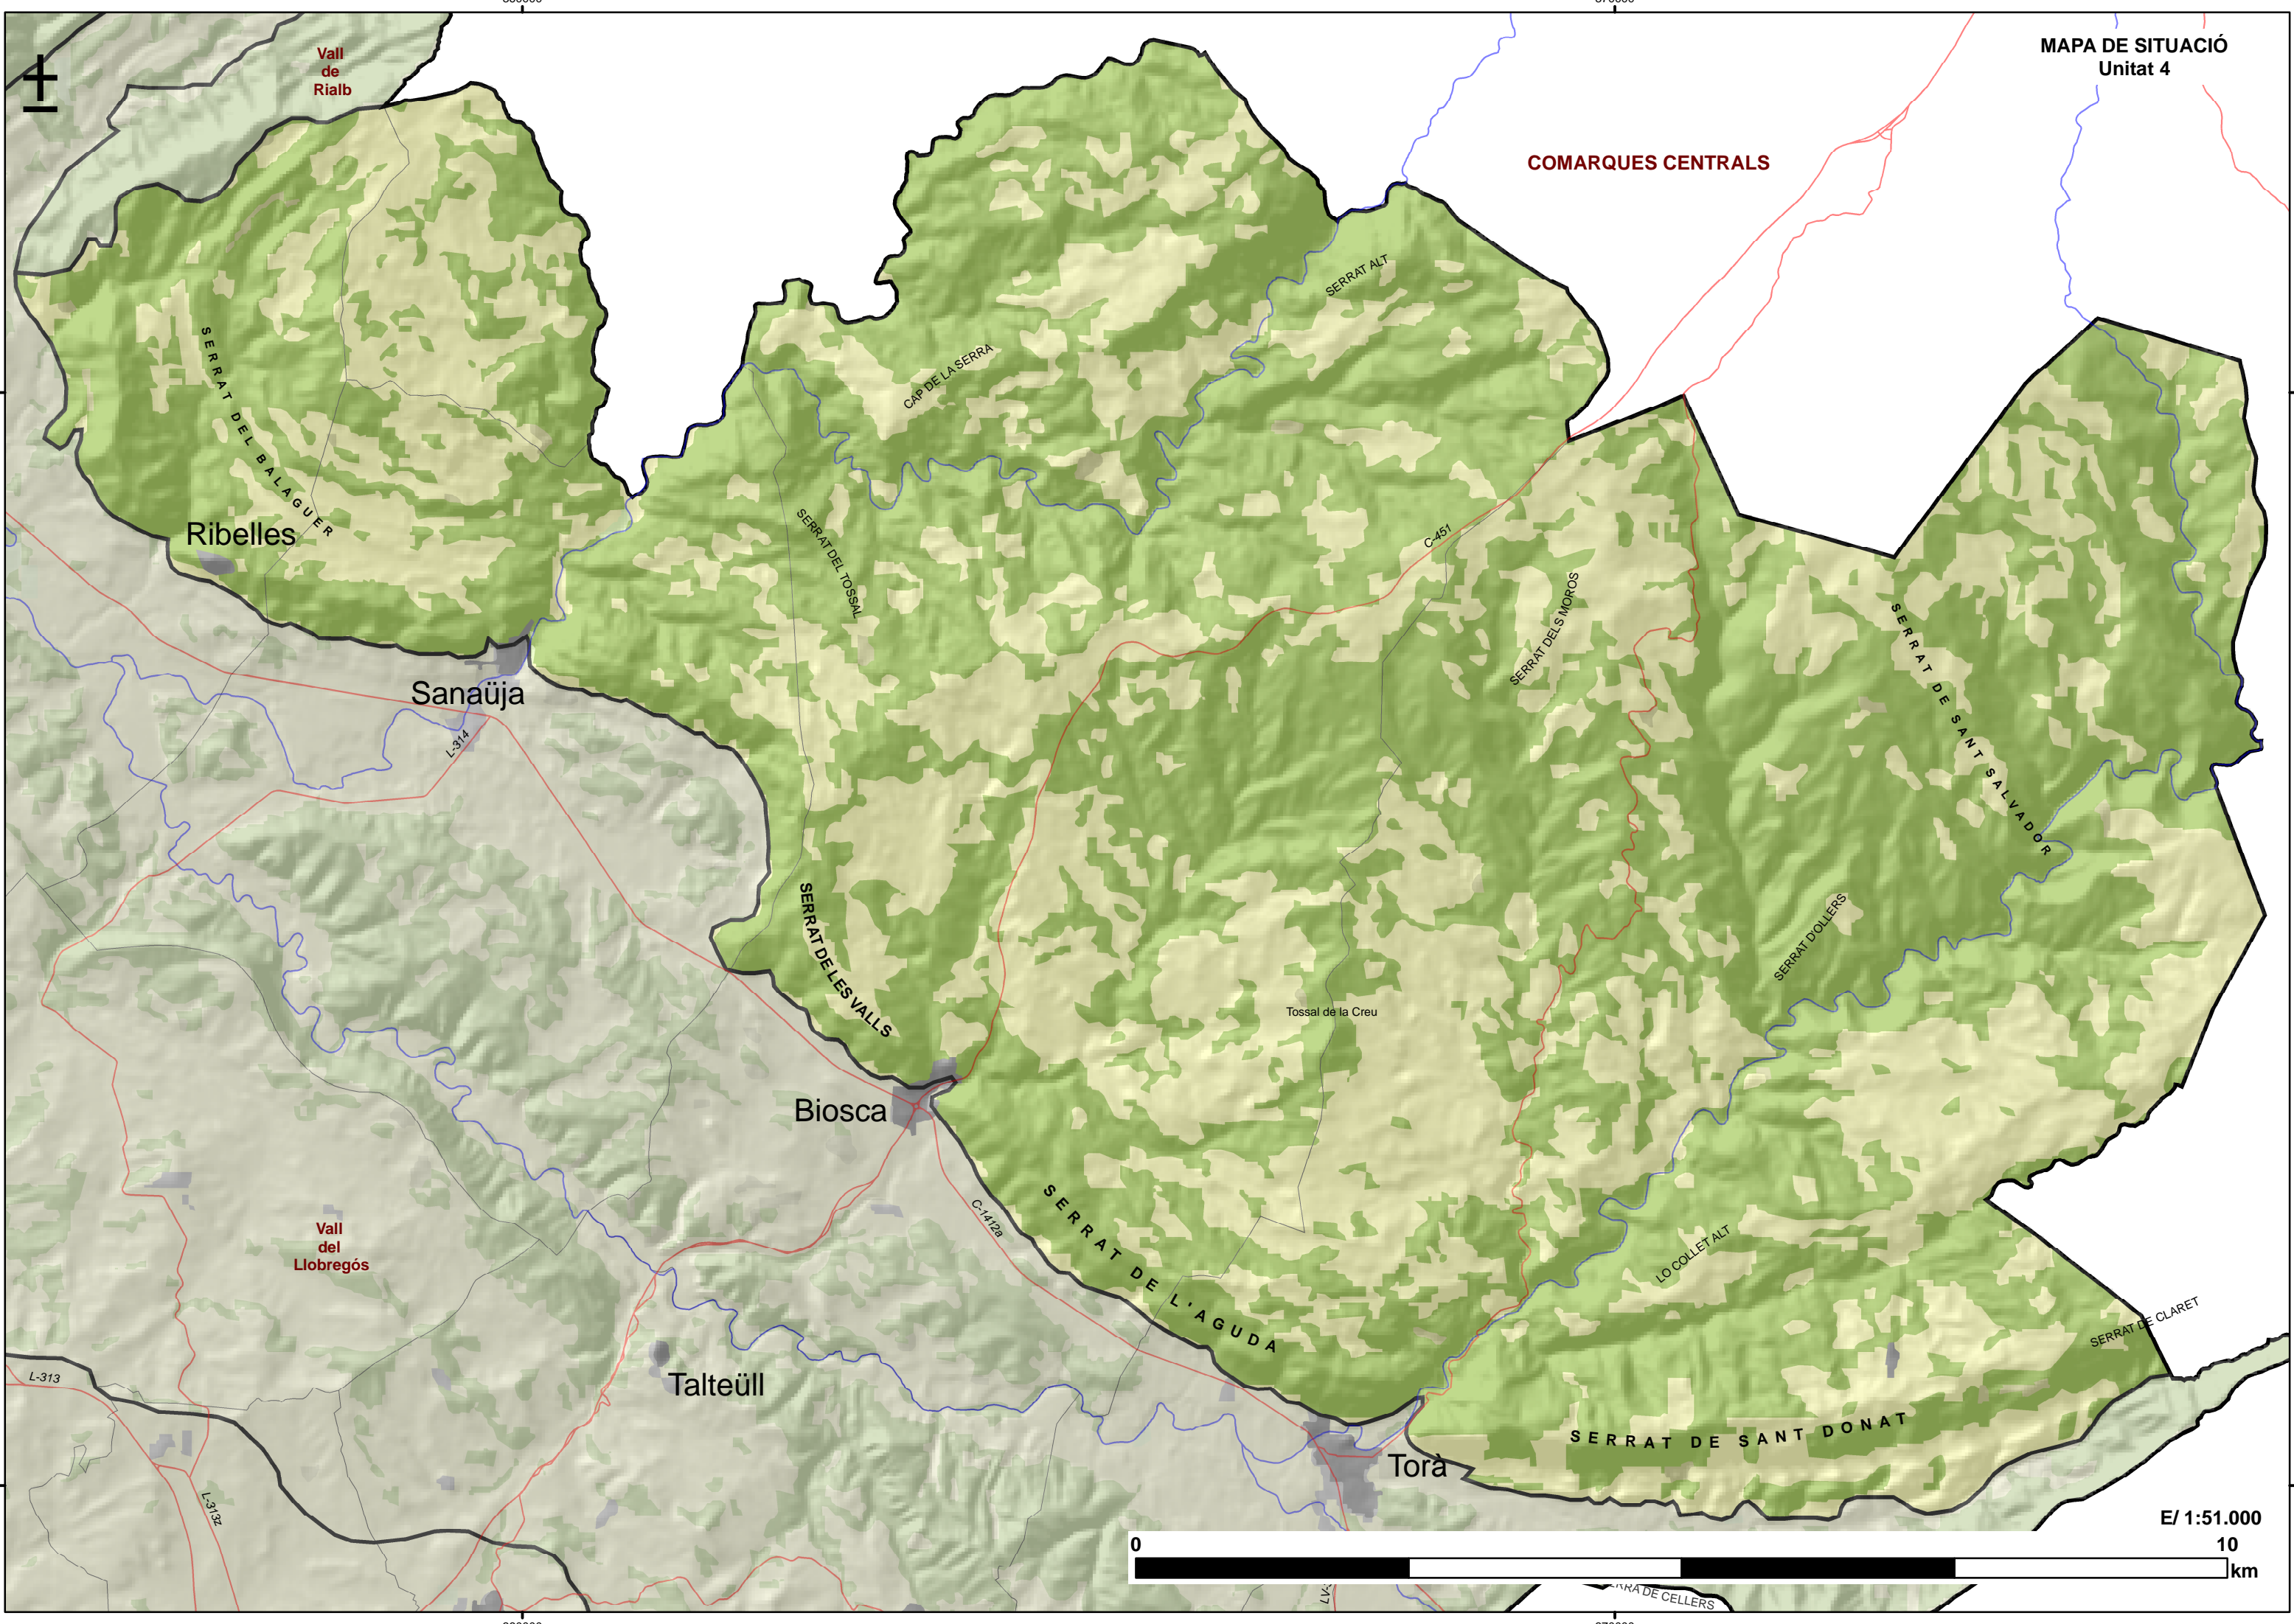 MAPA DE SITUACIÓ
Unitat 4
Vall
de
Rialb
COMARQUES CENTRALS
SERRAT ALT
CAP DE LA SERRA
SERRAT DEL BALAGUER
Ribelles
SERRAT DEL TOSSAL
C-451
SERRAT DELS MOROS
SERRAT DE SANT SALVADOR
Sanaüja
L-314
SERRAT DE LES VALLS
SERRAT D'OLLERS
Tossal de la Creu
Biosca
C-1412a
SERRAT DE L'AGUDA
Vall
del
Llobregós
LO COLLET ALT
SERRAT DE CLARET
L-313
Talteüll
SERRAT DE SANT DONAT
Torà
L-313z
E/ 1:51.000
0
10
km
DE CELLERS